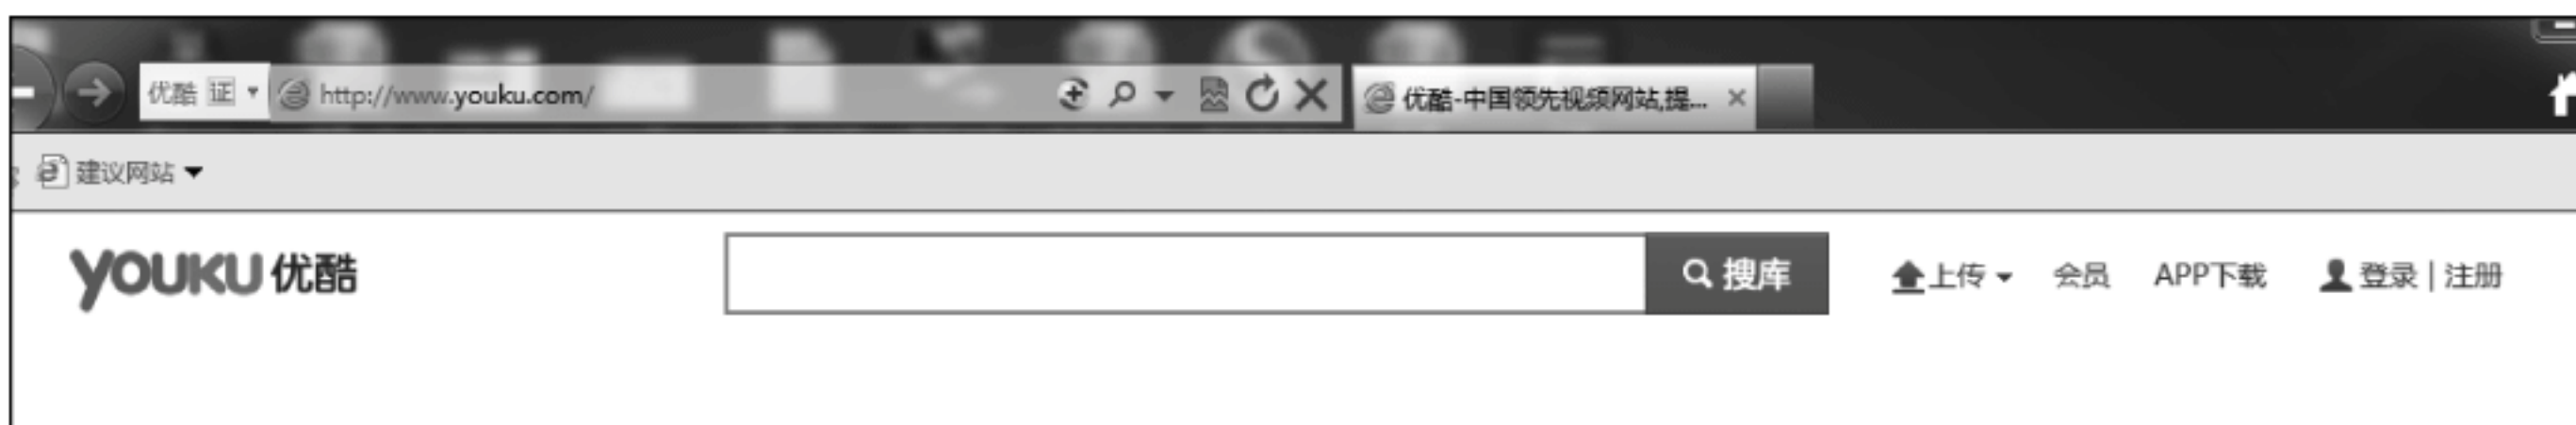 优酷 证 http://www.youku.com/ 优酷-中国领先视频网站,提...
建议网站
YOUKU 优酷 搜库 上传 会员 APP下载 登录 | 注册